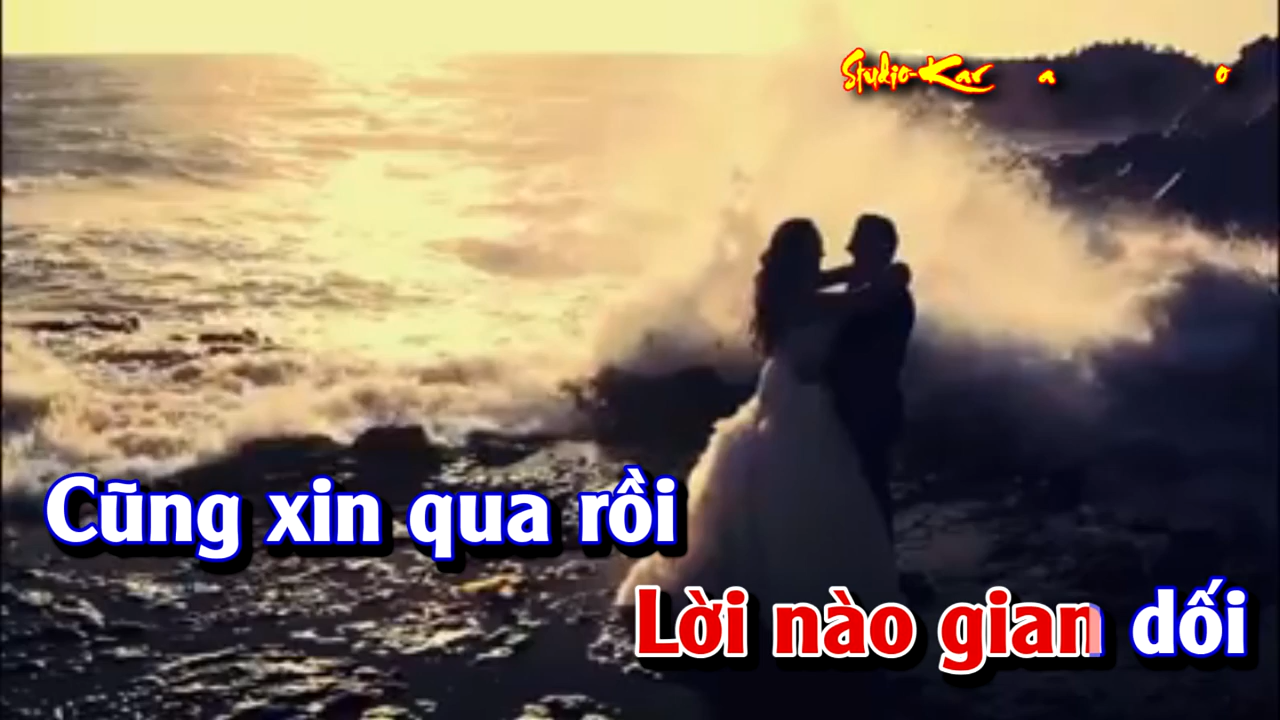 Studio-Kar a o
Cũng xin qua rồi
Lời nào gian dối